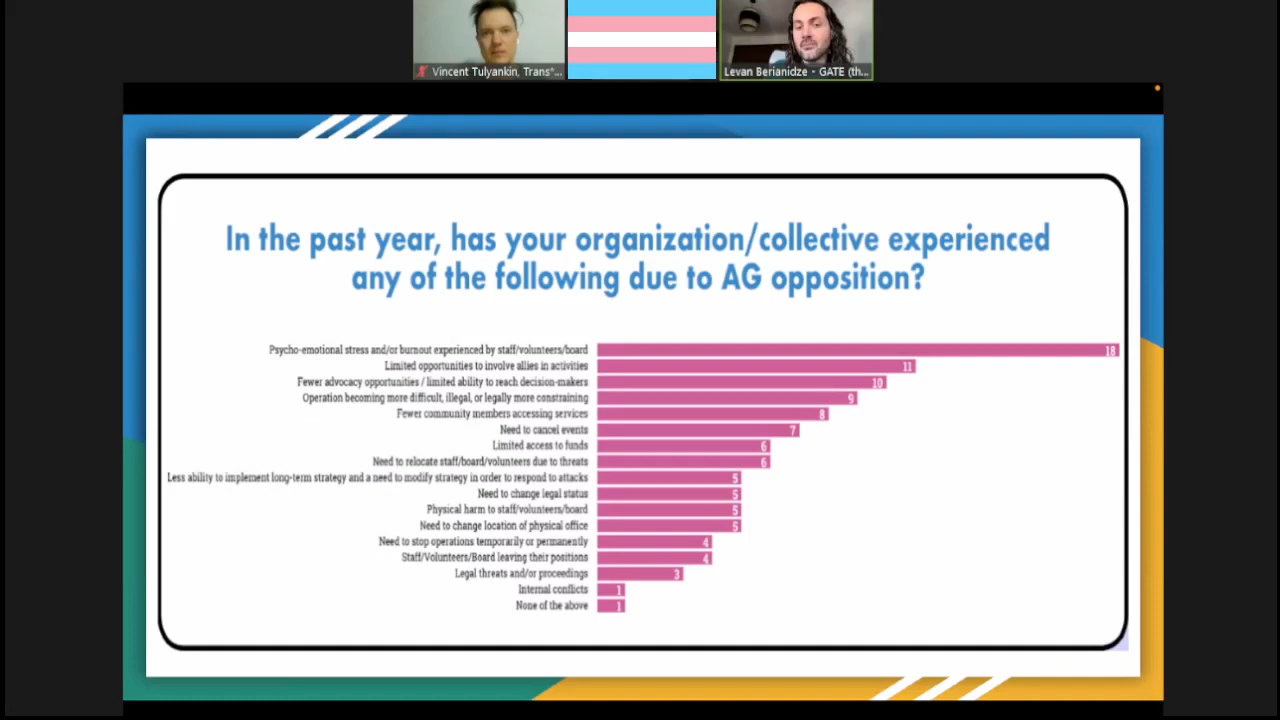 Vincent Tulyankin, Trans*...
Levan Berianidze - GATE (th...
In the past year, has your organization/collective experienced
any of the following due to AG opposition?
Psycho-emotional stress and/or burnout experienced by staff/volunteers/board 18
Limited opportunities to involve allies in activities 11
Fewer advocacy opportunities / limited ability to reach decision-makers 10
Operation becoming more difficult, illegal, or legally more constraining 9
Fewer community members accessing services 8
Need to cancel events 7
Limited access to funds 6
Need to relocate staff/board/volunteers due to threats 6
Less ability to implement long-term strategy and a need to modify strategy in order to respond to attacks 5
Need to change legal status 5
Physical harm to staff/volunteers/board 5
Need to change location of physical office 5
Need to stop operations temporarily or permanently 4
Staff/Volunteers/Board leaving their positions 4
Legal threats and/or proceedings 3
Internal conflicts 1
None of the above 1